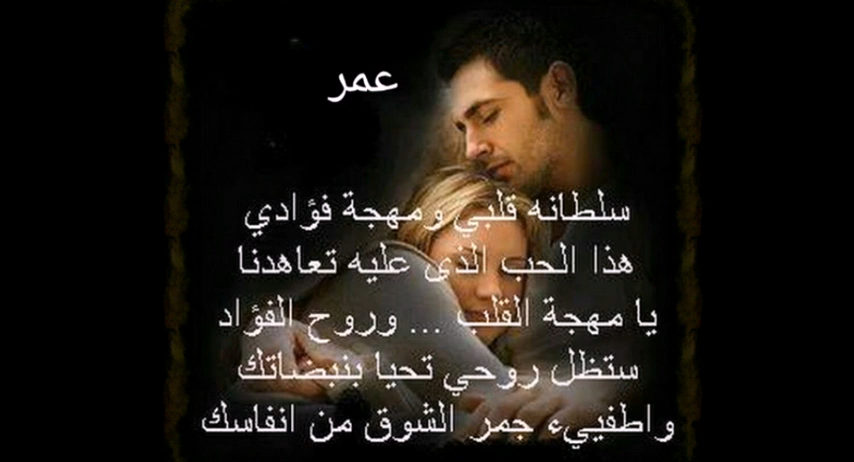 عمر
سلطانه قلبي ومهجة فؤادي
هذا الحب الذي عليه تعاهدنا
يا مهجة القلب ... وروح الفؤاد
ستظل روحي تحيا بنبضاتك
واطفييء جمر الشوق من انفاسك